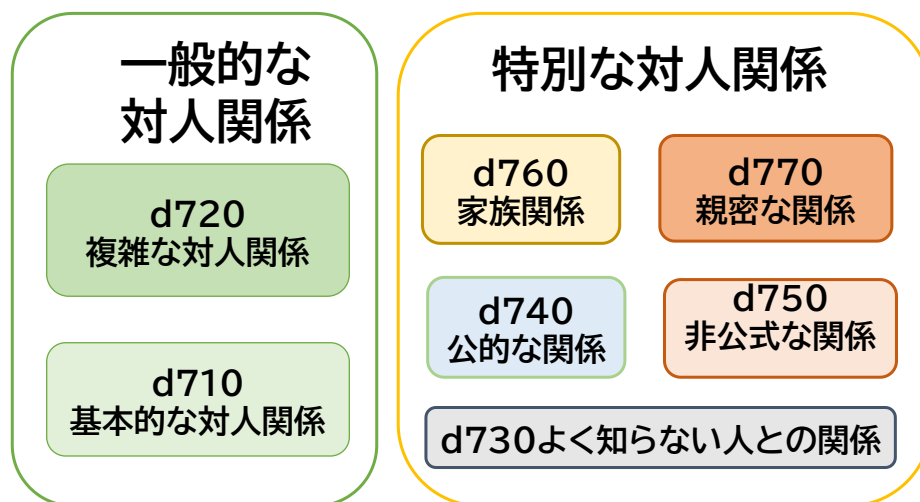 一般的な
対人関係
d720
複雑な対人関係
d710
基本的な対人関係
特別な対人関係
d760
家族関係
d770
親密な関係
d740
公的な関係
d750
非公式な関係
d730よく知らない人との関係